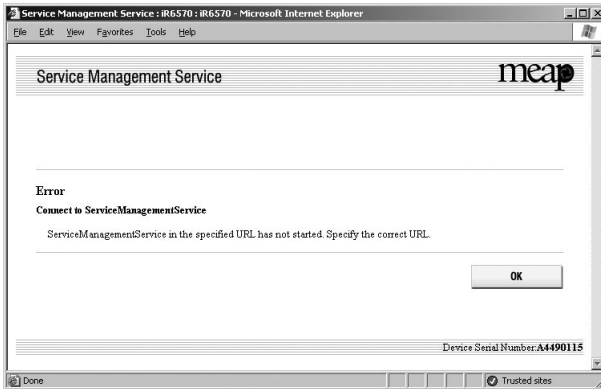 Service Management Service : iR6570 : iR6570 - Microsoft Internet Explorer
File Edit View Favorites Tools Help
Service Management Service
meap
Error
Connect to ServiceManagementService
ServiceManagementService in the specified URL has not started. Specify the correct URL.
OK
Device Serial Number:A4490115
Done
Trusted sites